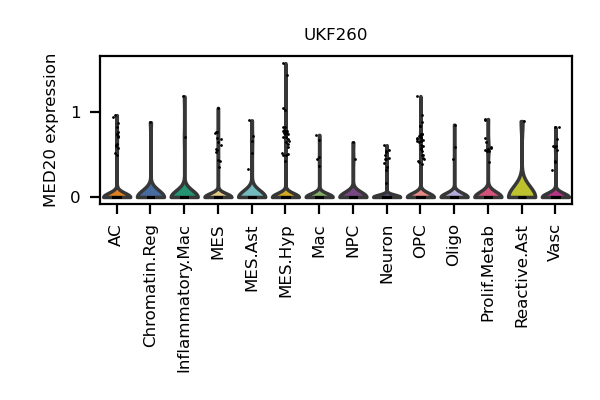 UKF260
MED20 expression
1
0
AC
Chromatin.Reg
Inflammatory.Mac
MES
MES.Ast
MES.Hyp
Mac
NPC
Neuron
OPC
Oligo
Prolif.Metab
Reactive.Ast
Vasc